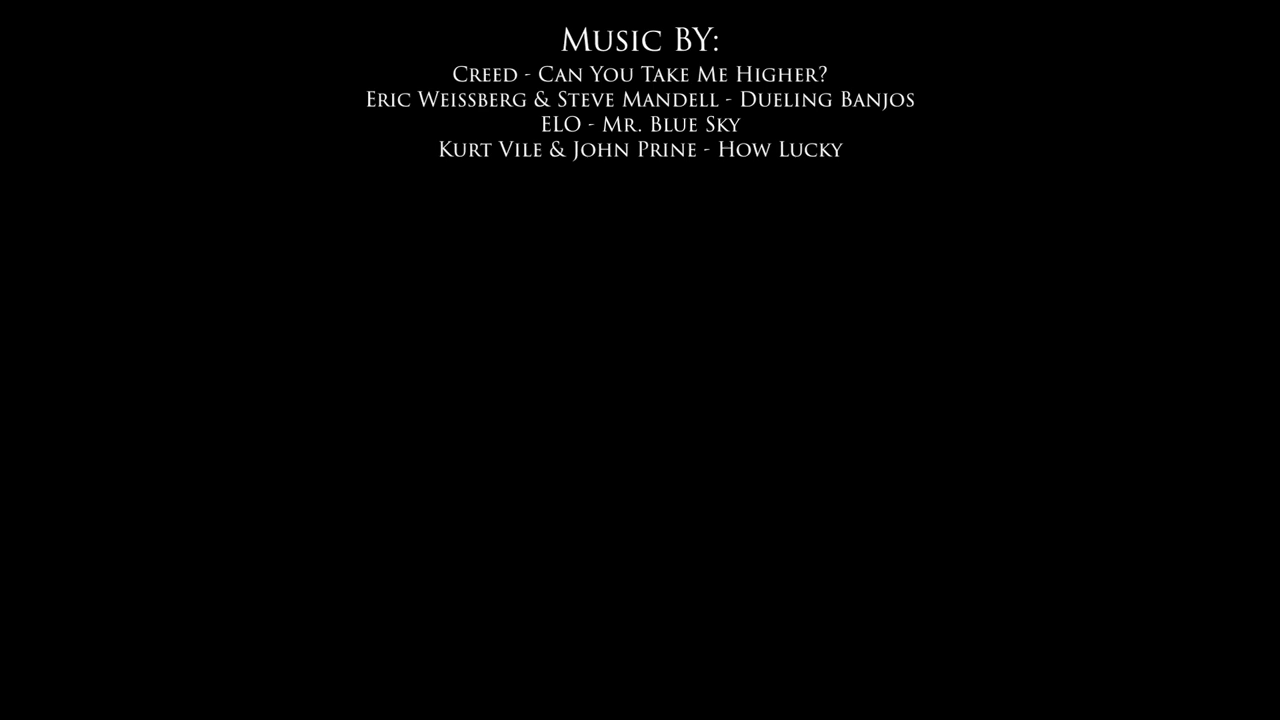 Music BY:
Creed - Can You Take Me Higher?
Eric Weissberg & Steve Mandell - Dueling Banjos
ELO - Mr. Blue Sky
Kurt Vile & John Prine - How Lucky